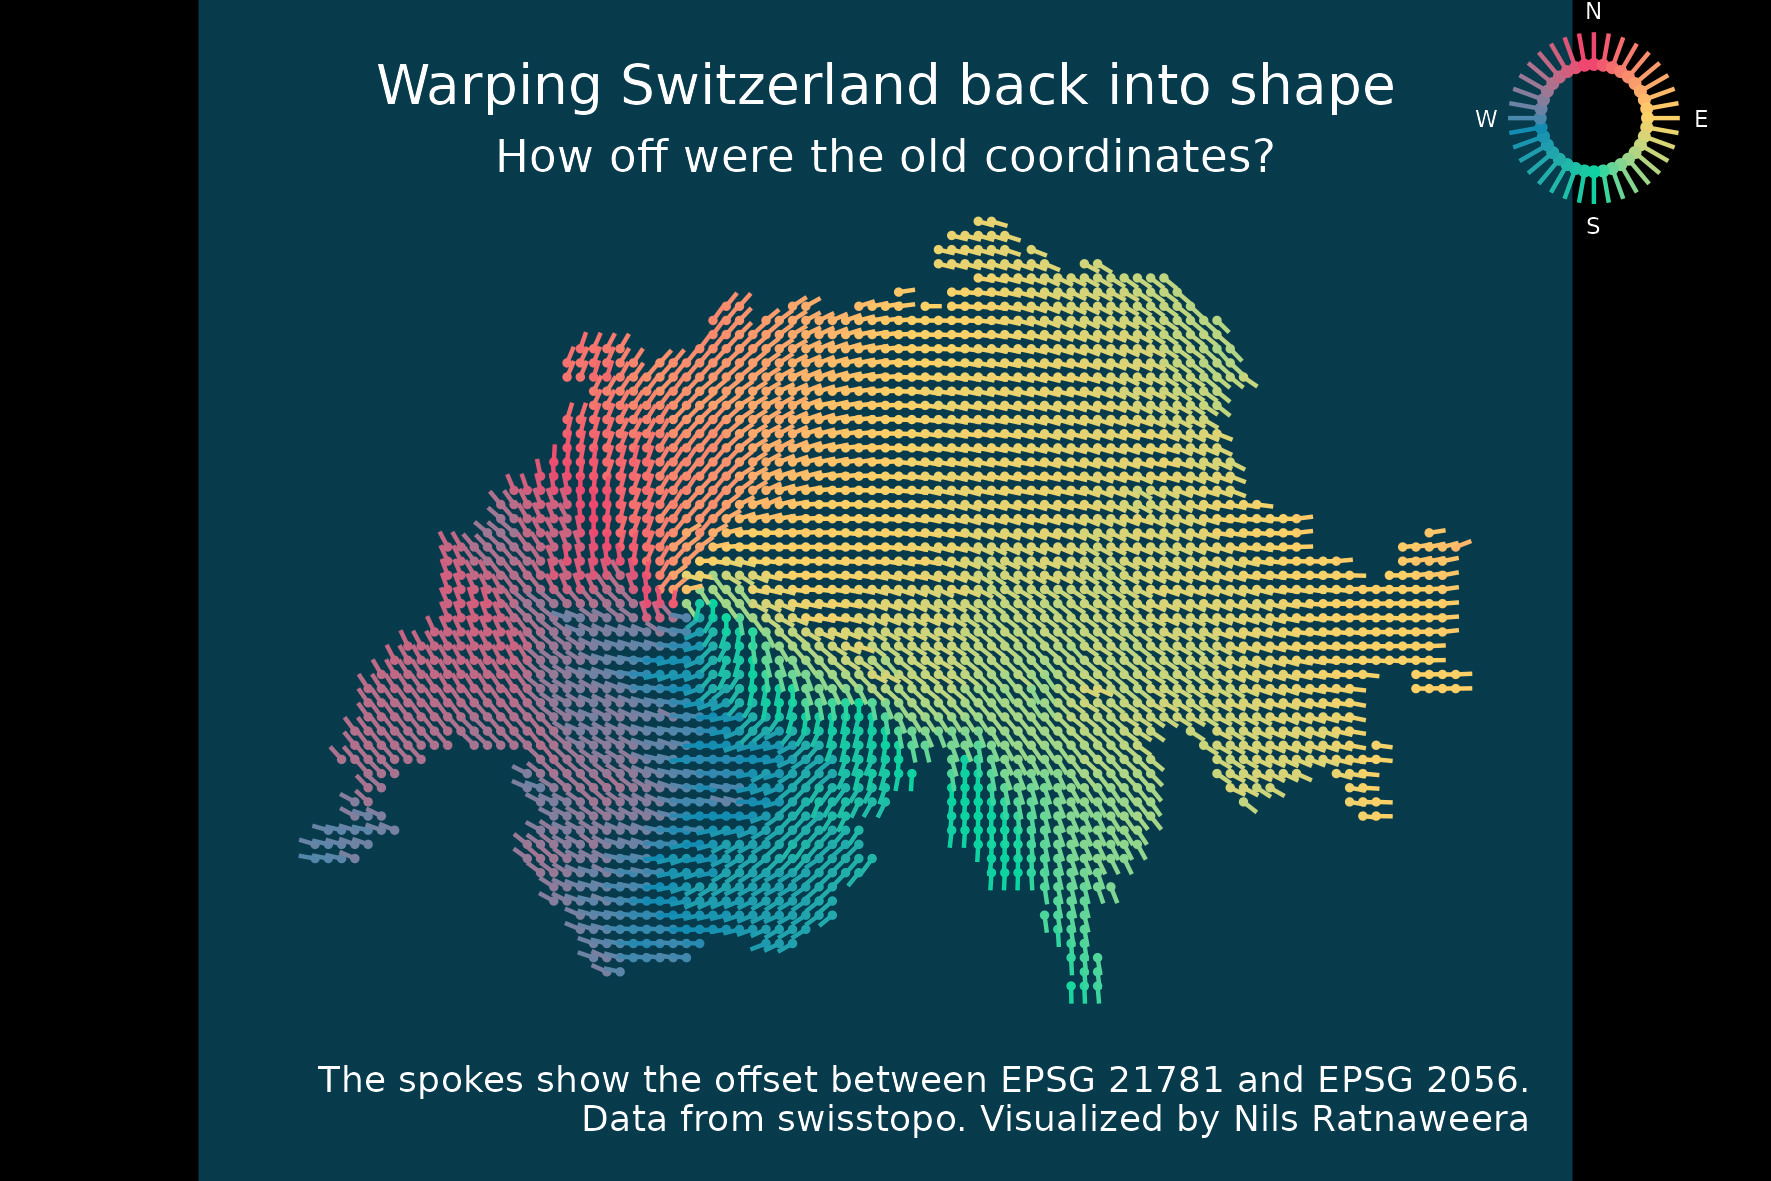 N
Warping Switzerland back into shape
W
E
How off were the old coordinates?
S
The spokes show the offset between EPSG 21781 and EPSG 2056.
Data from swisstopo. Visualized by Nils Ratnaweera